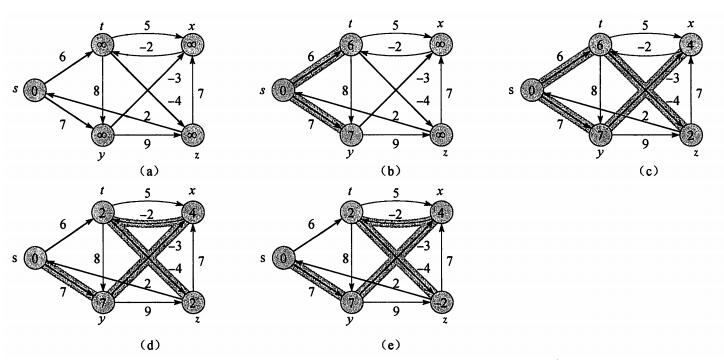 t 5 x
6 ∞ -2 ∞
-3
s 0 8 -4 7
7 2
∞ 9 ∞
y z
(a)
t 5 x
6 6 -2 ∞
-3
s 0 8 -4 7
7 2
7 9 ∞
y z
(b)
t 5 x
6 6 -2 4
-3
s 0 8 -4 7
7 2
7 9 2
y z
(c)
t 5 x
6 2 -2 4
-3
s 0 8 -4 7
7 2
7 9 2
y z
(d)
t 5 x
6 2 -2 4
-3
s 0 8 -4 7
7 2
7 9 -2
y z
(e)